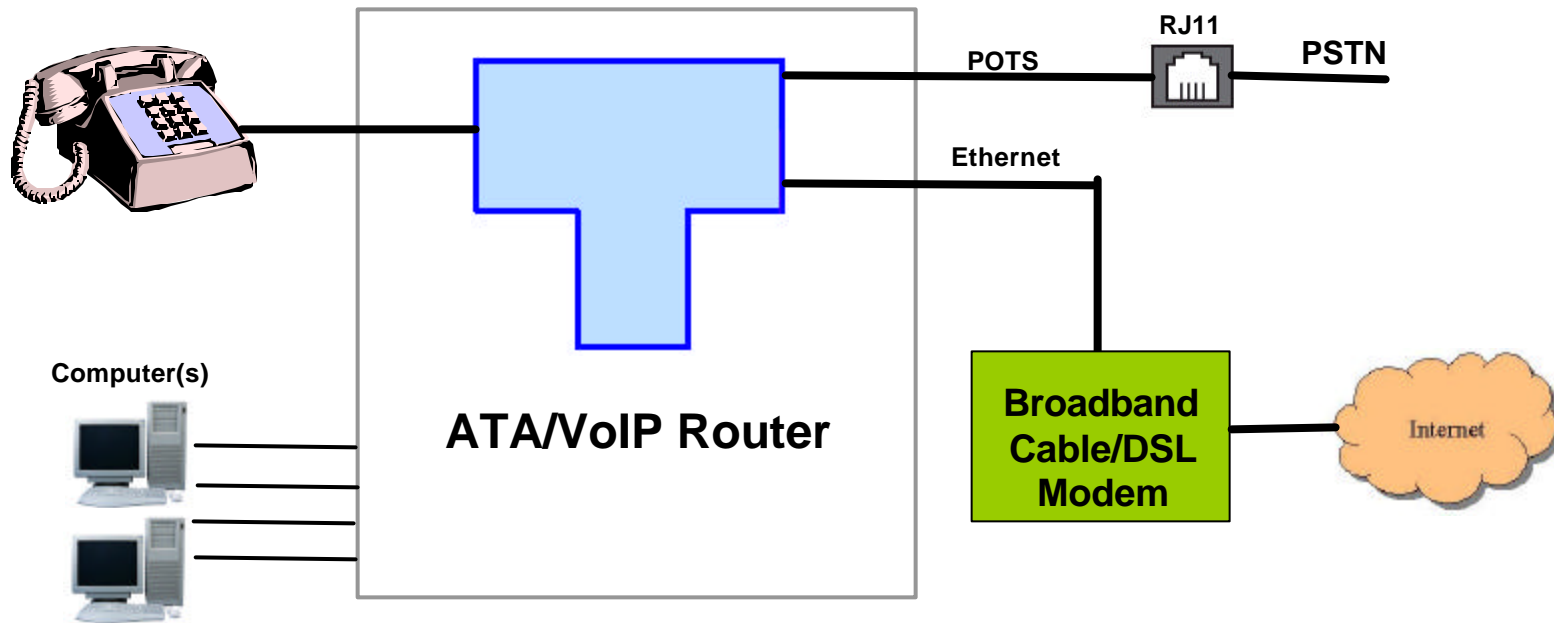 RJ11
POTS
PSTN
Ethernet
Computer(s)
ATA/VoIP Router
Broadband
Cable/DSL
Modem
Internet